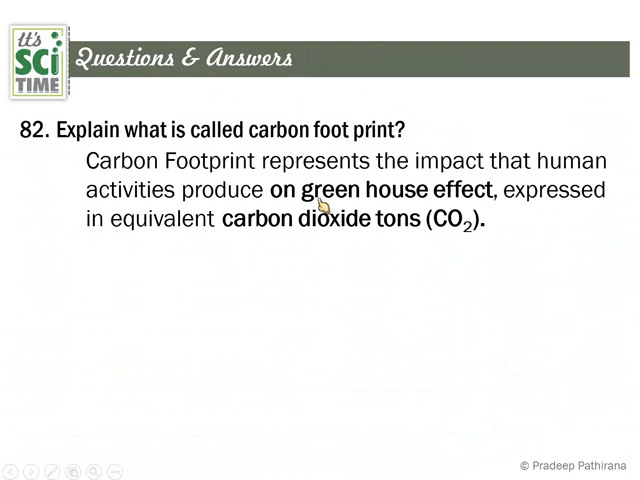 It's
SCi
TIME
Questions & Answers
82. Explain what is called carbon foot print?
Carbon Footprint represents the impact that human
activities produce on green house effect, expressed
in equivalent carbon dioxide tons (CO₂).
© Pradeep Pathirana